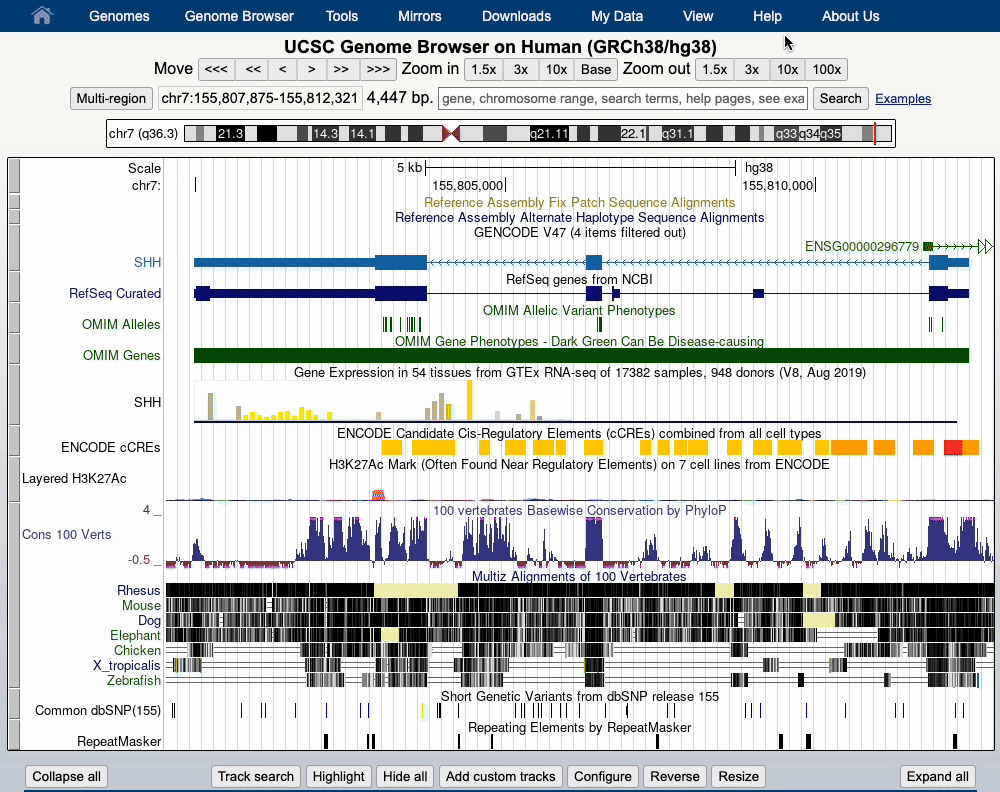 Genomes Genome Browser Tools Mirrors Downloads My Data View Help About Us
UCSC Genome Browser on Human (GRCh38/hg38)
Move <<< << < > >> >>> Zoom in 1.5x 3x 10x Base Zoom out 1.5x 3x 10x 100x
Multi-region chr7:155,807,875-155,812,321 4,447 bp. gene, chromosome range, search terms, help pages, see exa Search Examples
chr7 (q36.3) 21.3 14.3 14.1 q21.11 22.1 q31.1 q33 q34 q35
Scale 5 kb hg38
chr7: 155,805,000 155,810,000
Reference Assembly Fix Patch Sequence Alignments
Reference Assembly Alternate Haplotype Sequence Alignments
GENCODE V47 (4 items filtered out)
ENSG00000296779
SHH
RefSeq genes from NCBI
RefSeq Curated
OMIM Allelic Variant Phenotypes
OMIM Alleles
OMIM Gene Phenotypes - Dark Green Can Be Disease-causing
OMIM Genes
Gene Expression in 54 tissues from GTEx RNA-seq of 17382 samples, 948 donors (V8, Aug 2019)
SHH
ENCODE Candidate Cis-Regulatory Elements (cCREs) combined from all cell types
ENCODE cCREs
H3K27Ac Mark (Often Found Near Regulatory Elements) on 7 cell lines from ENCODE
Layered H3K27Ac
100 vertebrates Basewise Conservation by PhyloP
4 _
Cons 100 Verts
-0.5 _
Multiz Alignments of 100 Vertebrates
Rhesus
Mouse
Dog
Elephant
Chicken
X_tropicalis
Zebrafish
Short Genetic Variants from dbSNP release 155
Common dbSNP(155)
Repeating Elements by RepeatMasker
RepeatMasker
Collapse all Track search Highlight Hide all Add custom tracks Configure Reverse Resize Expand all